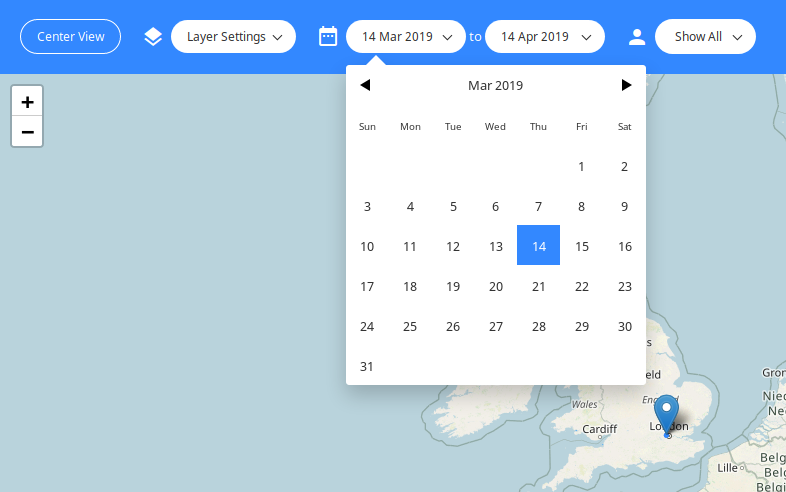 Center View
Layer Settings
14 Mar 2019
to
14 Apr 2019
Show All
+
−
Mar 2019
Sun Mon Tue Wed Thu Fri Sat
1 2
3 4 5 6 7 8 9
10 11 12 13 14 15 16
17 18 19 20 21 22 23
24 25 26 27 28 29 30
31
Wales
Cardiff
London
Lille